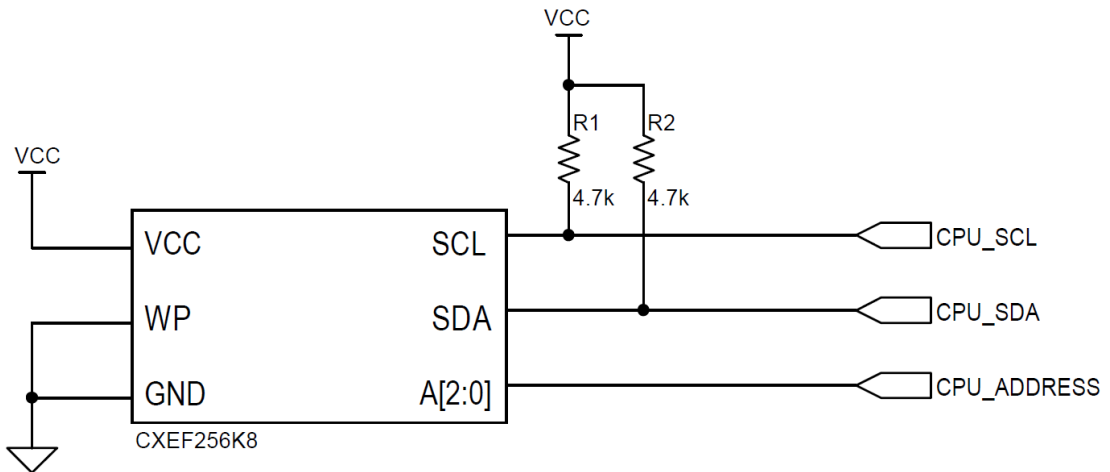 VCC
R1 R2
VCC
4.7k 4.7k
VCC SCL CPU_SCL
WP SDA CPU_SDA
GND A[2:0] CPU_ADDRESS
CXEF256K8